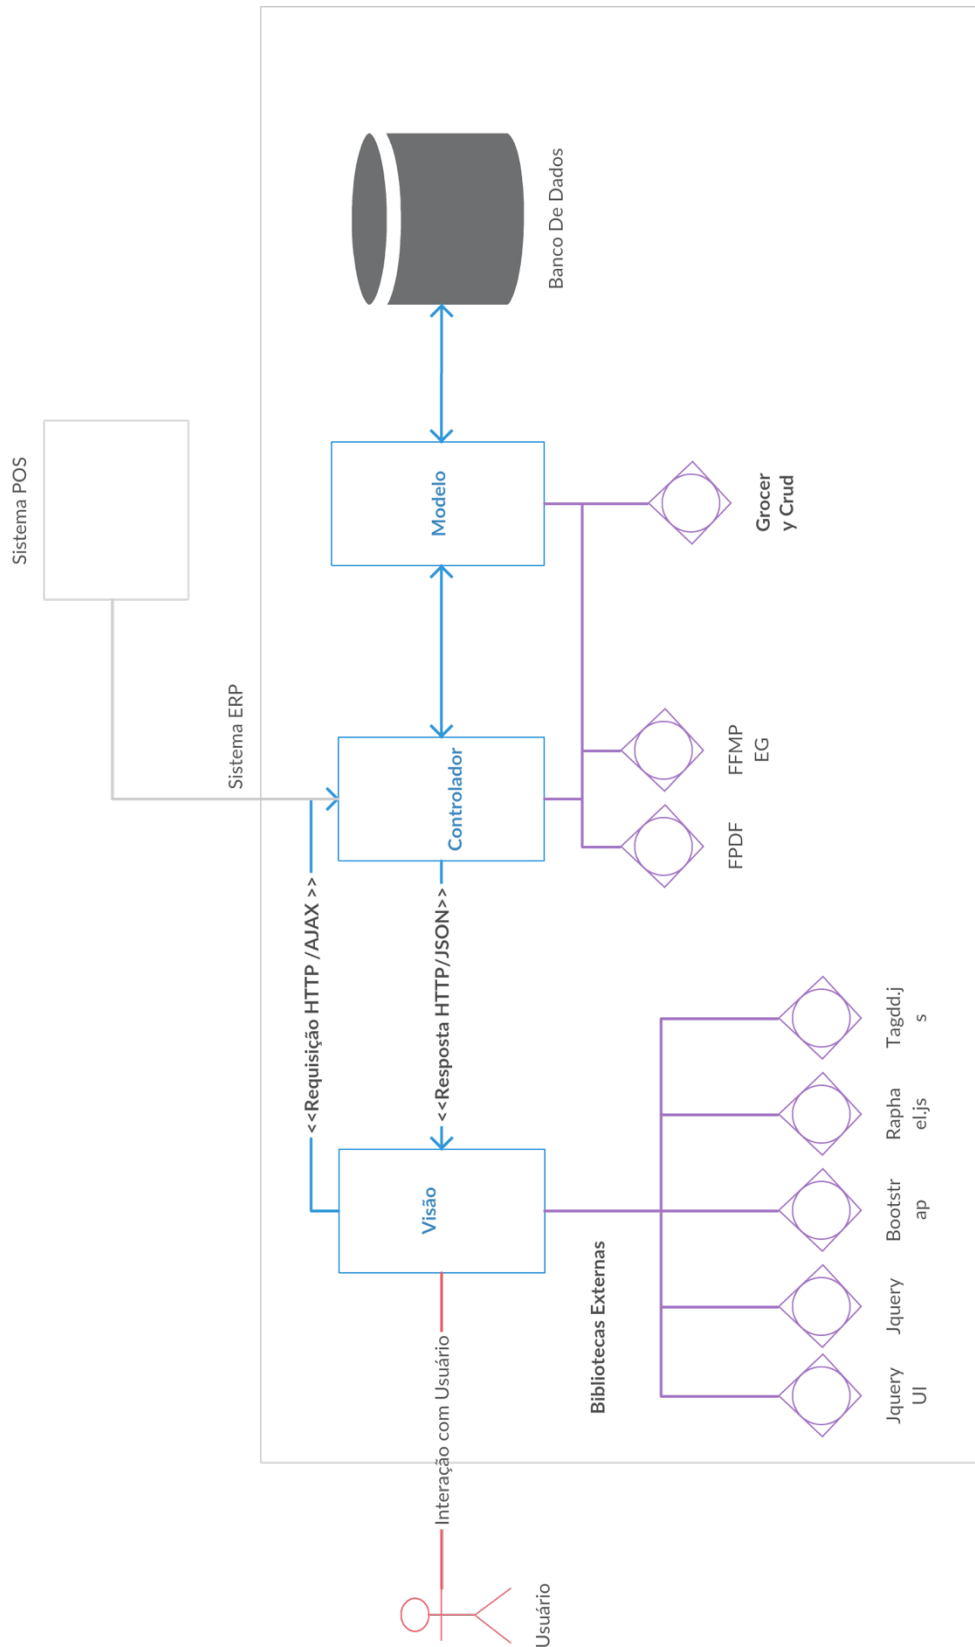 Sistema POS
Sistema ERP
<<Requisição HTTP /AJAX >>
Interação com Usuário
Visão
<<Resposta HTTP/JSON>>
Controlador
Modelo
Usuário
Banco De Dados
Bibliotecas Externas
FPDF
FFMP
EG
Grocer
y Crud
Jquery
UI
Jquery
Bootstr
ap
Rapha
el.js
Tagdd.j
s